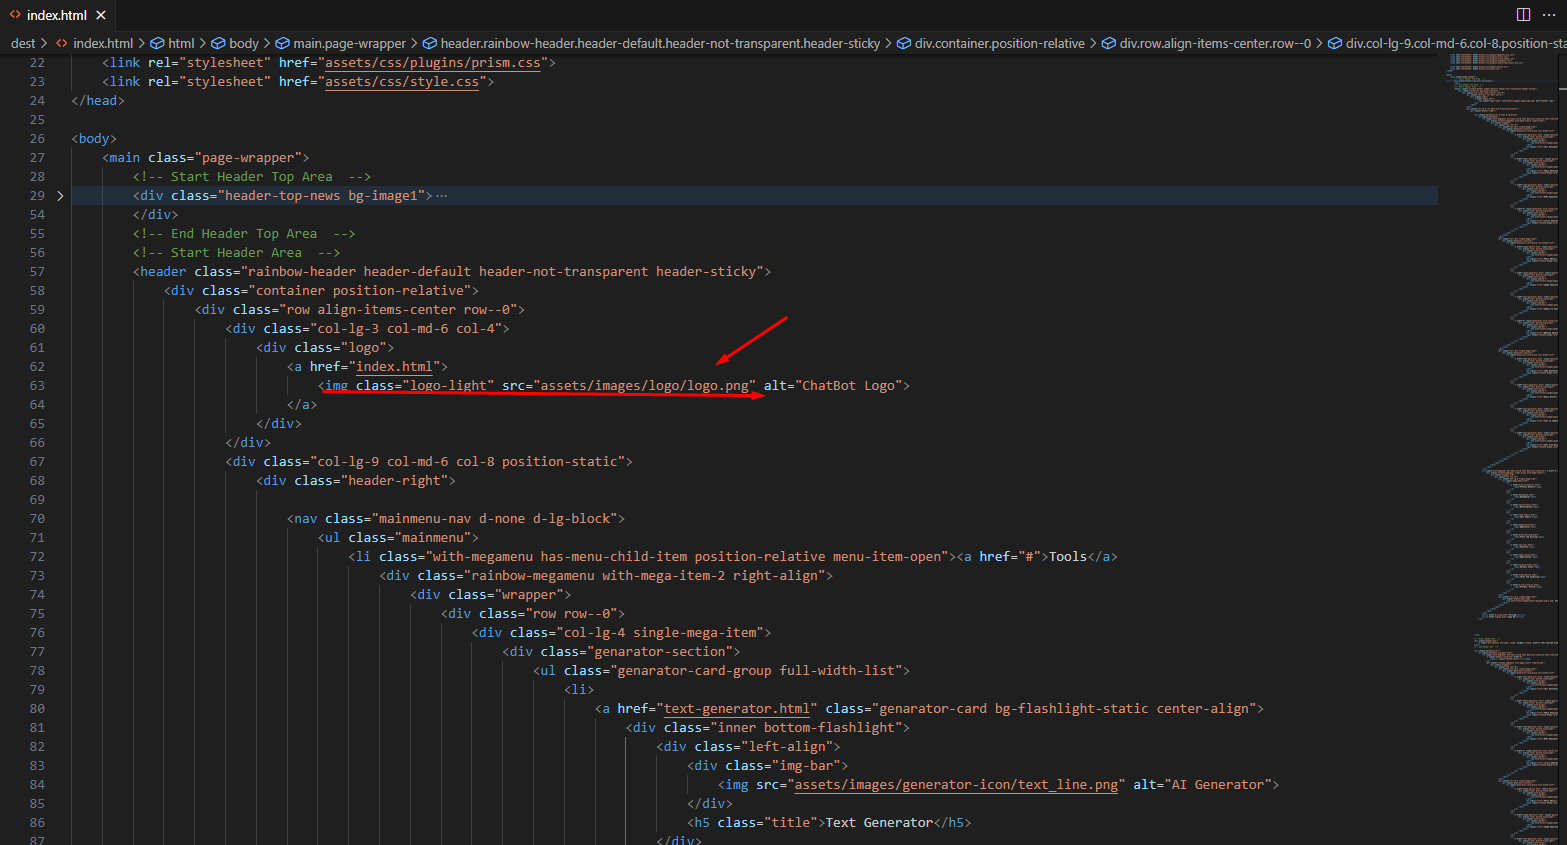 index.html
dest > index.html > html > body > main.page-wrapper > header.rainbow-header.header-default.header-not-transparent.header-sticky > div.container.position-relative > div.row.align-items-center.row--0 > div.col-lg-9.col-md-6.col-8.position-sta
22 <link rel="stylesheet" href="assets/css/plugins/prism.css">
23 <link rel="stylesheet" href="assets/css/style.css">
24 </head>
25
26 <body>
27 <main class="page-wrapper">
28 <!-- Start Header Top Area  -->
29 <div class="header-top-news bg-image1">···
54 </div>
55 <!-- End Header Top Area  -->
56 <!-- Start Header Area  -->
57 <header class="rainbow-header header-default header-not-transparent header-sticky">
58 <div class="container position-relative">
59 <div class="row align-items-center row--0">
60 <div class="col-lg-3 col-md-6 col-4">
61 <div class="logo">
62 <a href="index.html">
63 <img class="logo-light" src="assets/images/logo/logo.png" alt="ChatBot Logo">
64 </a>
65 </div>
66 </div>
67 <div class="col-lg-9 col-md-6 col-8 position-static">
68 <div class="header-right">
69
70 <nav class="mainmenu-nav d-none d-lg-block">
71 <ul class="mainmenu">
72 <li class="with-megamenu has-menu-child-item position-relative menu-item-open"><a href="#">Tools</a>
73 <div class="rainbow-megamenu with-mega-item-2 right-align">
74 <div class="wrapper">
75 <div class="row row--0">
76 <div class="col-lg-4 single-mega-item">
77 <div class="genarator-section">
78 <ul class="genarator-card-group full-width-list">
79 <li>
80 <a href="text-generator.html" class="genarator-card bg-flashlight-static center-align">
81 <div class="inner bottom-flashlight">
82 <div class="left-align">
83 <div class="img-bar">
84 <img src="assets/images/generator-icon/text_line.png" alt="AI Generator">
85 </div>
86 <h5 class="title">Text Generator</h5>
87 </div>